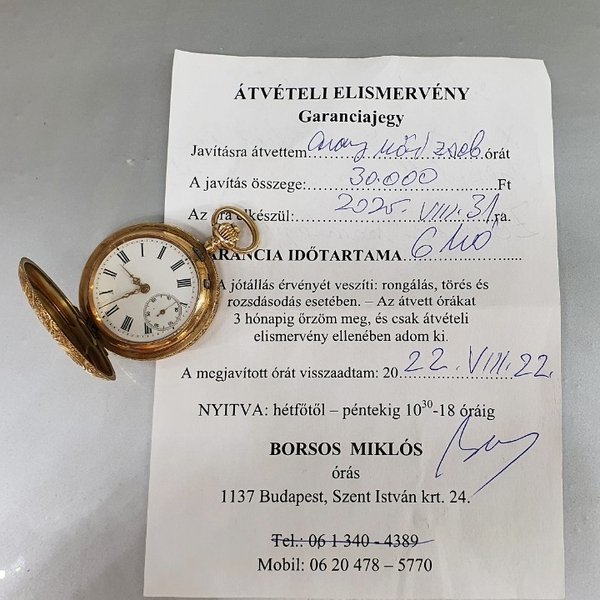 ÁTVÉTELI ELISMERVÉNY
Garanciajegy
Javításra átvettem arany női zseb órát
A javítás összege: 30.000 Ft
Az óra elkészül: 2025. VIII. 31 ra.
GARANCIA IDŐTARTAMA 6 HÓ
A jótállás érvényét veszíti: rongálás, törés és
rozsdásodás esetében. – Az átvett órákat
3 hónapig őrzöm meg, és csak átvételi
elismervény ellenében adom ki.
A megjavított órát visszaadtam: 20 22. VIII. 22.
NYITVA: hétfőtől – péntekig 10³⁰-18 óráig
BORSOS MIKLÓS
órás
1137 Budapest, Szent István krt. 24.
Tel.: 06 1 340 - 4389
Mobil: 06 20 478 – 5770